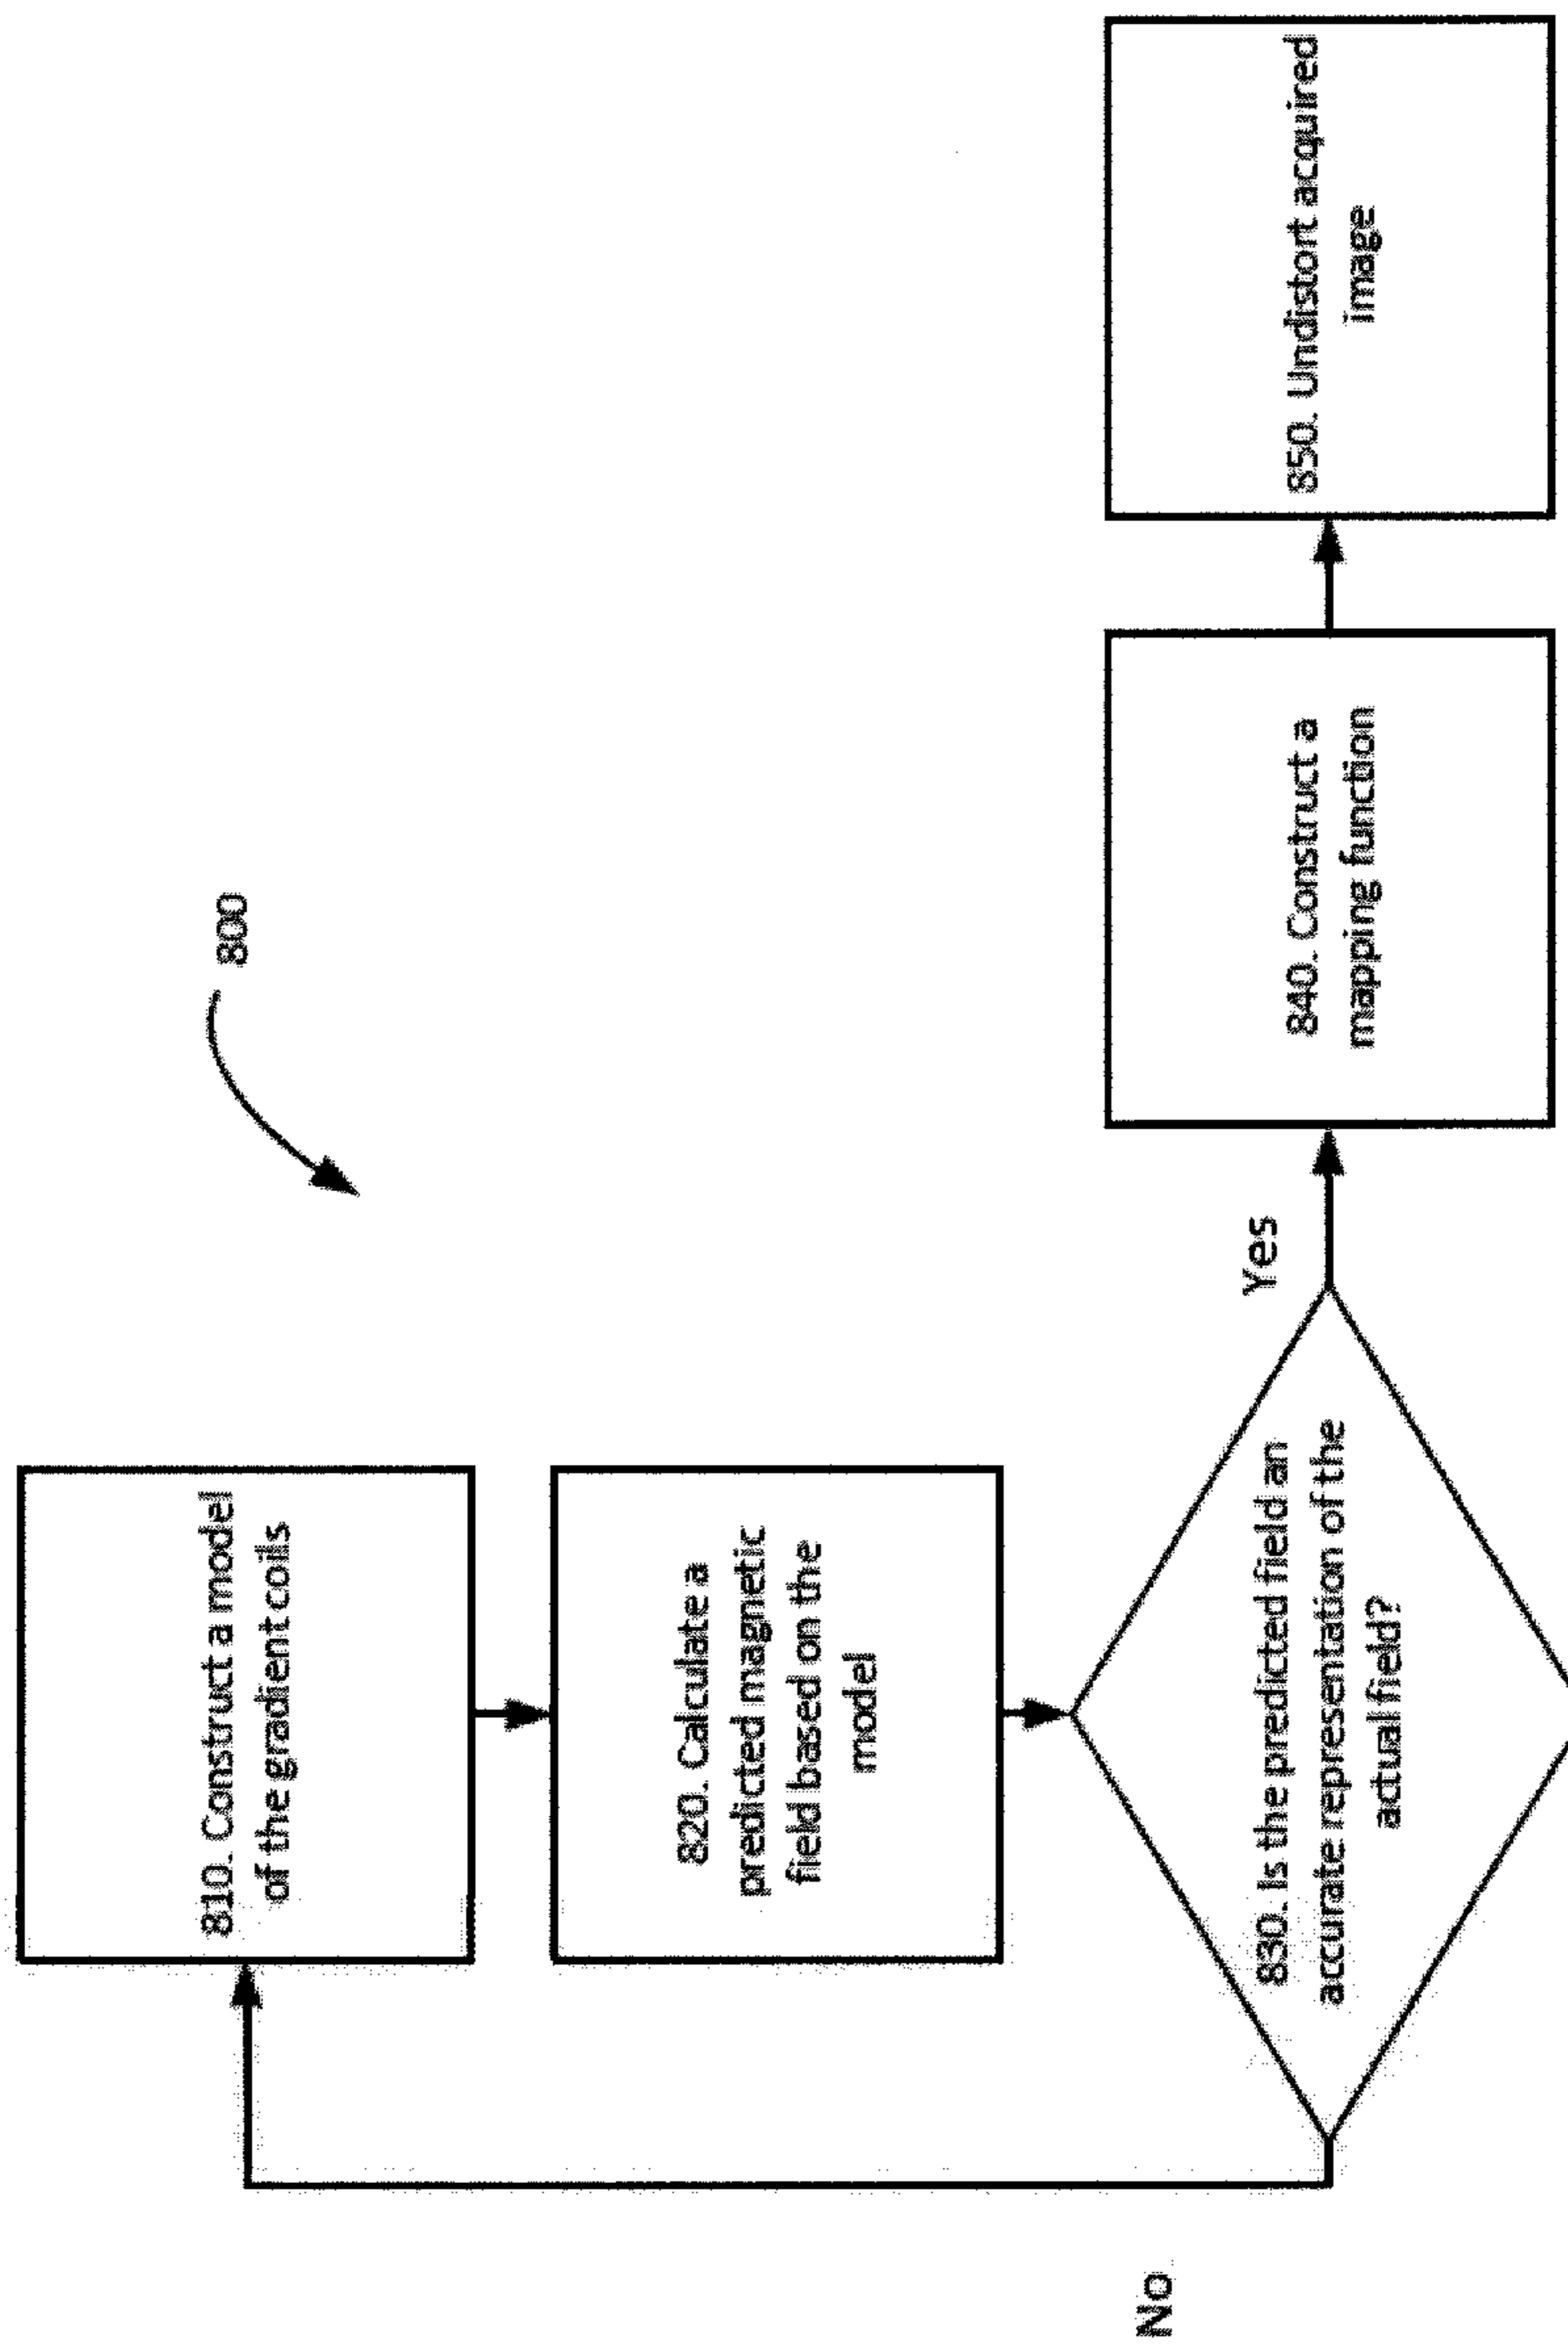 800
810. Construct a model
of the gradient coils
820. Calculate a
predicted magnetic
field based on the
model
830. Is the predicted field an
accurate representation of the
actual field?
No
Yes
840. Construct a
mapping function
850. Undistort acquired
image